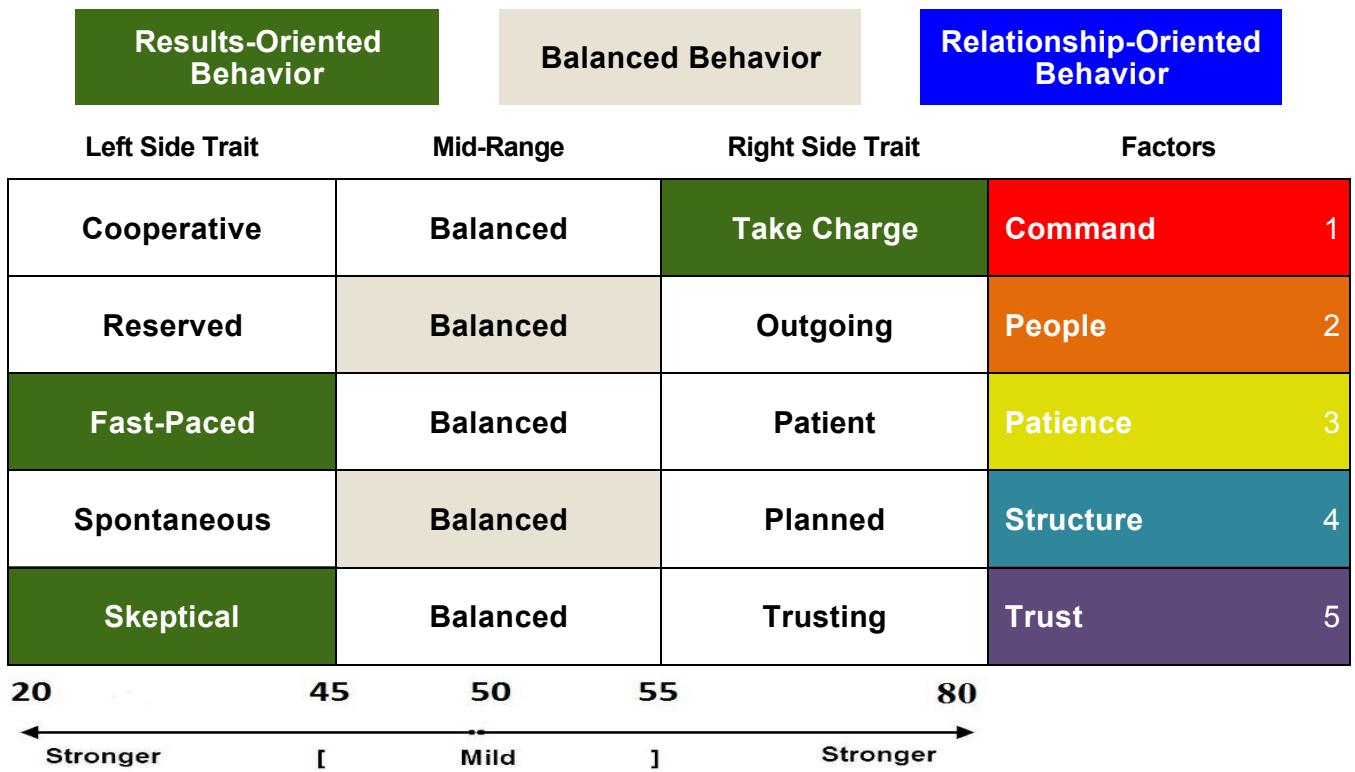 Results-Oriented
Behavior
Balanced Behavior
Relationship-Oriented
Behavior
Left Side Trait Mid-Range Right Side Trait Factors
Cooperative Balanced Take Charge Command 1
Reserved Balanced Outgoing People 2
Fast-Paced Balanced Patient Patience 3
Spontaneous Balanced Planned Structure 4
Skeptical Balanced Trusting Trust 5
20 45 50 55 80
Stronger [ Mild ] Stronger